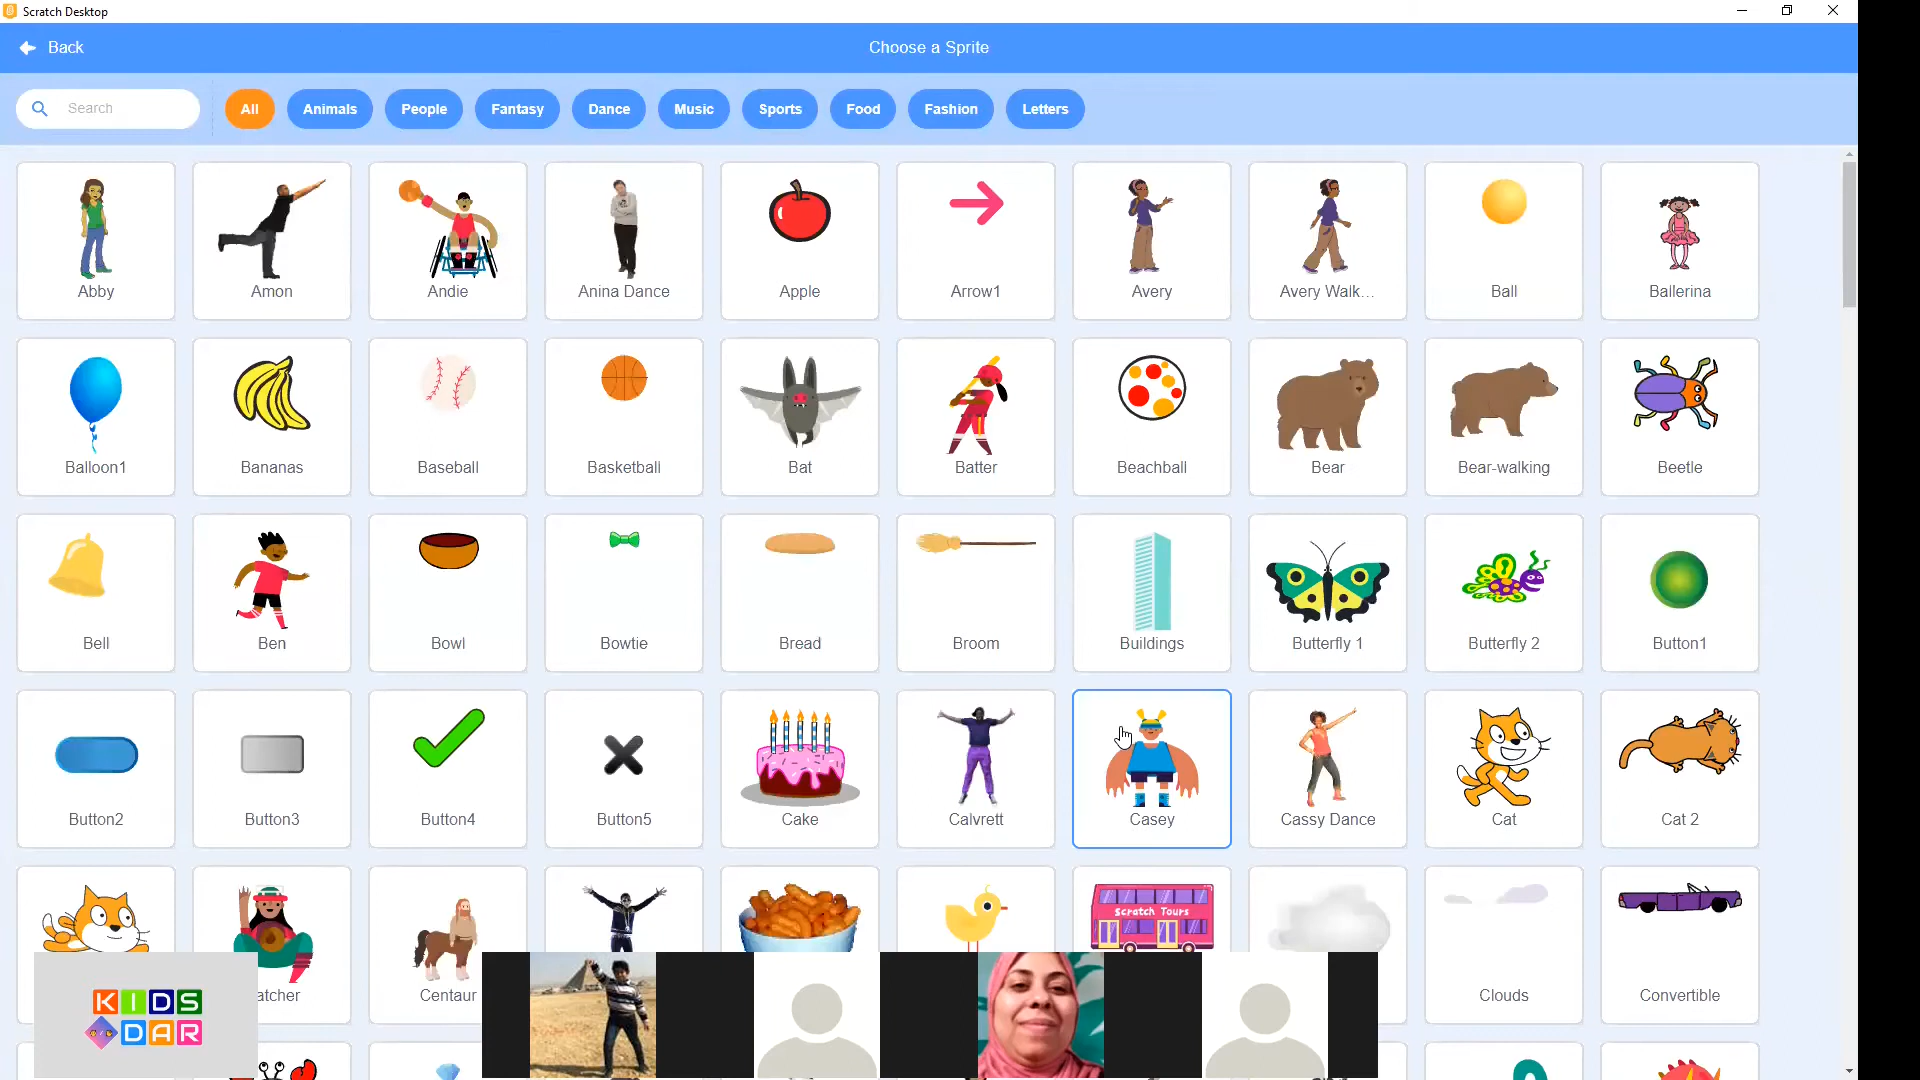 Scratch Desktop
Back
Choose a Sprite
Search
All
Animals
People
Fantasy
Dance
Music
Sports
Food
Fashion
Letters
Abby
Amon
Andie
Anina Dance
Apple
Arrow1
Avery
Avery Walk...
Ball
Ballerina
Balloon1
Bananas
Baseball
Basketball
Bat
Batter
Beachball
Bear
Bear-walking
Beetle
Bell
Ben
Bowl
Bowtie
Bread
Broom
Buildings
Butterfly 1
Butterfly 2
Button1
Button2
Button3
Button4
Button5
Cake
Calvrett
Casey
Cassy Dance
Cat
Cat 2
Scratch Tours
atcher
Centaur
Clouds
Convertible
KIDS
DAR